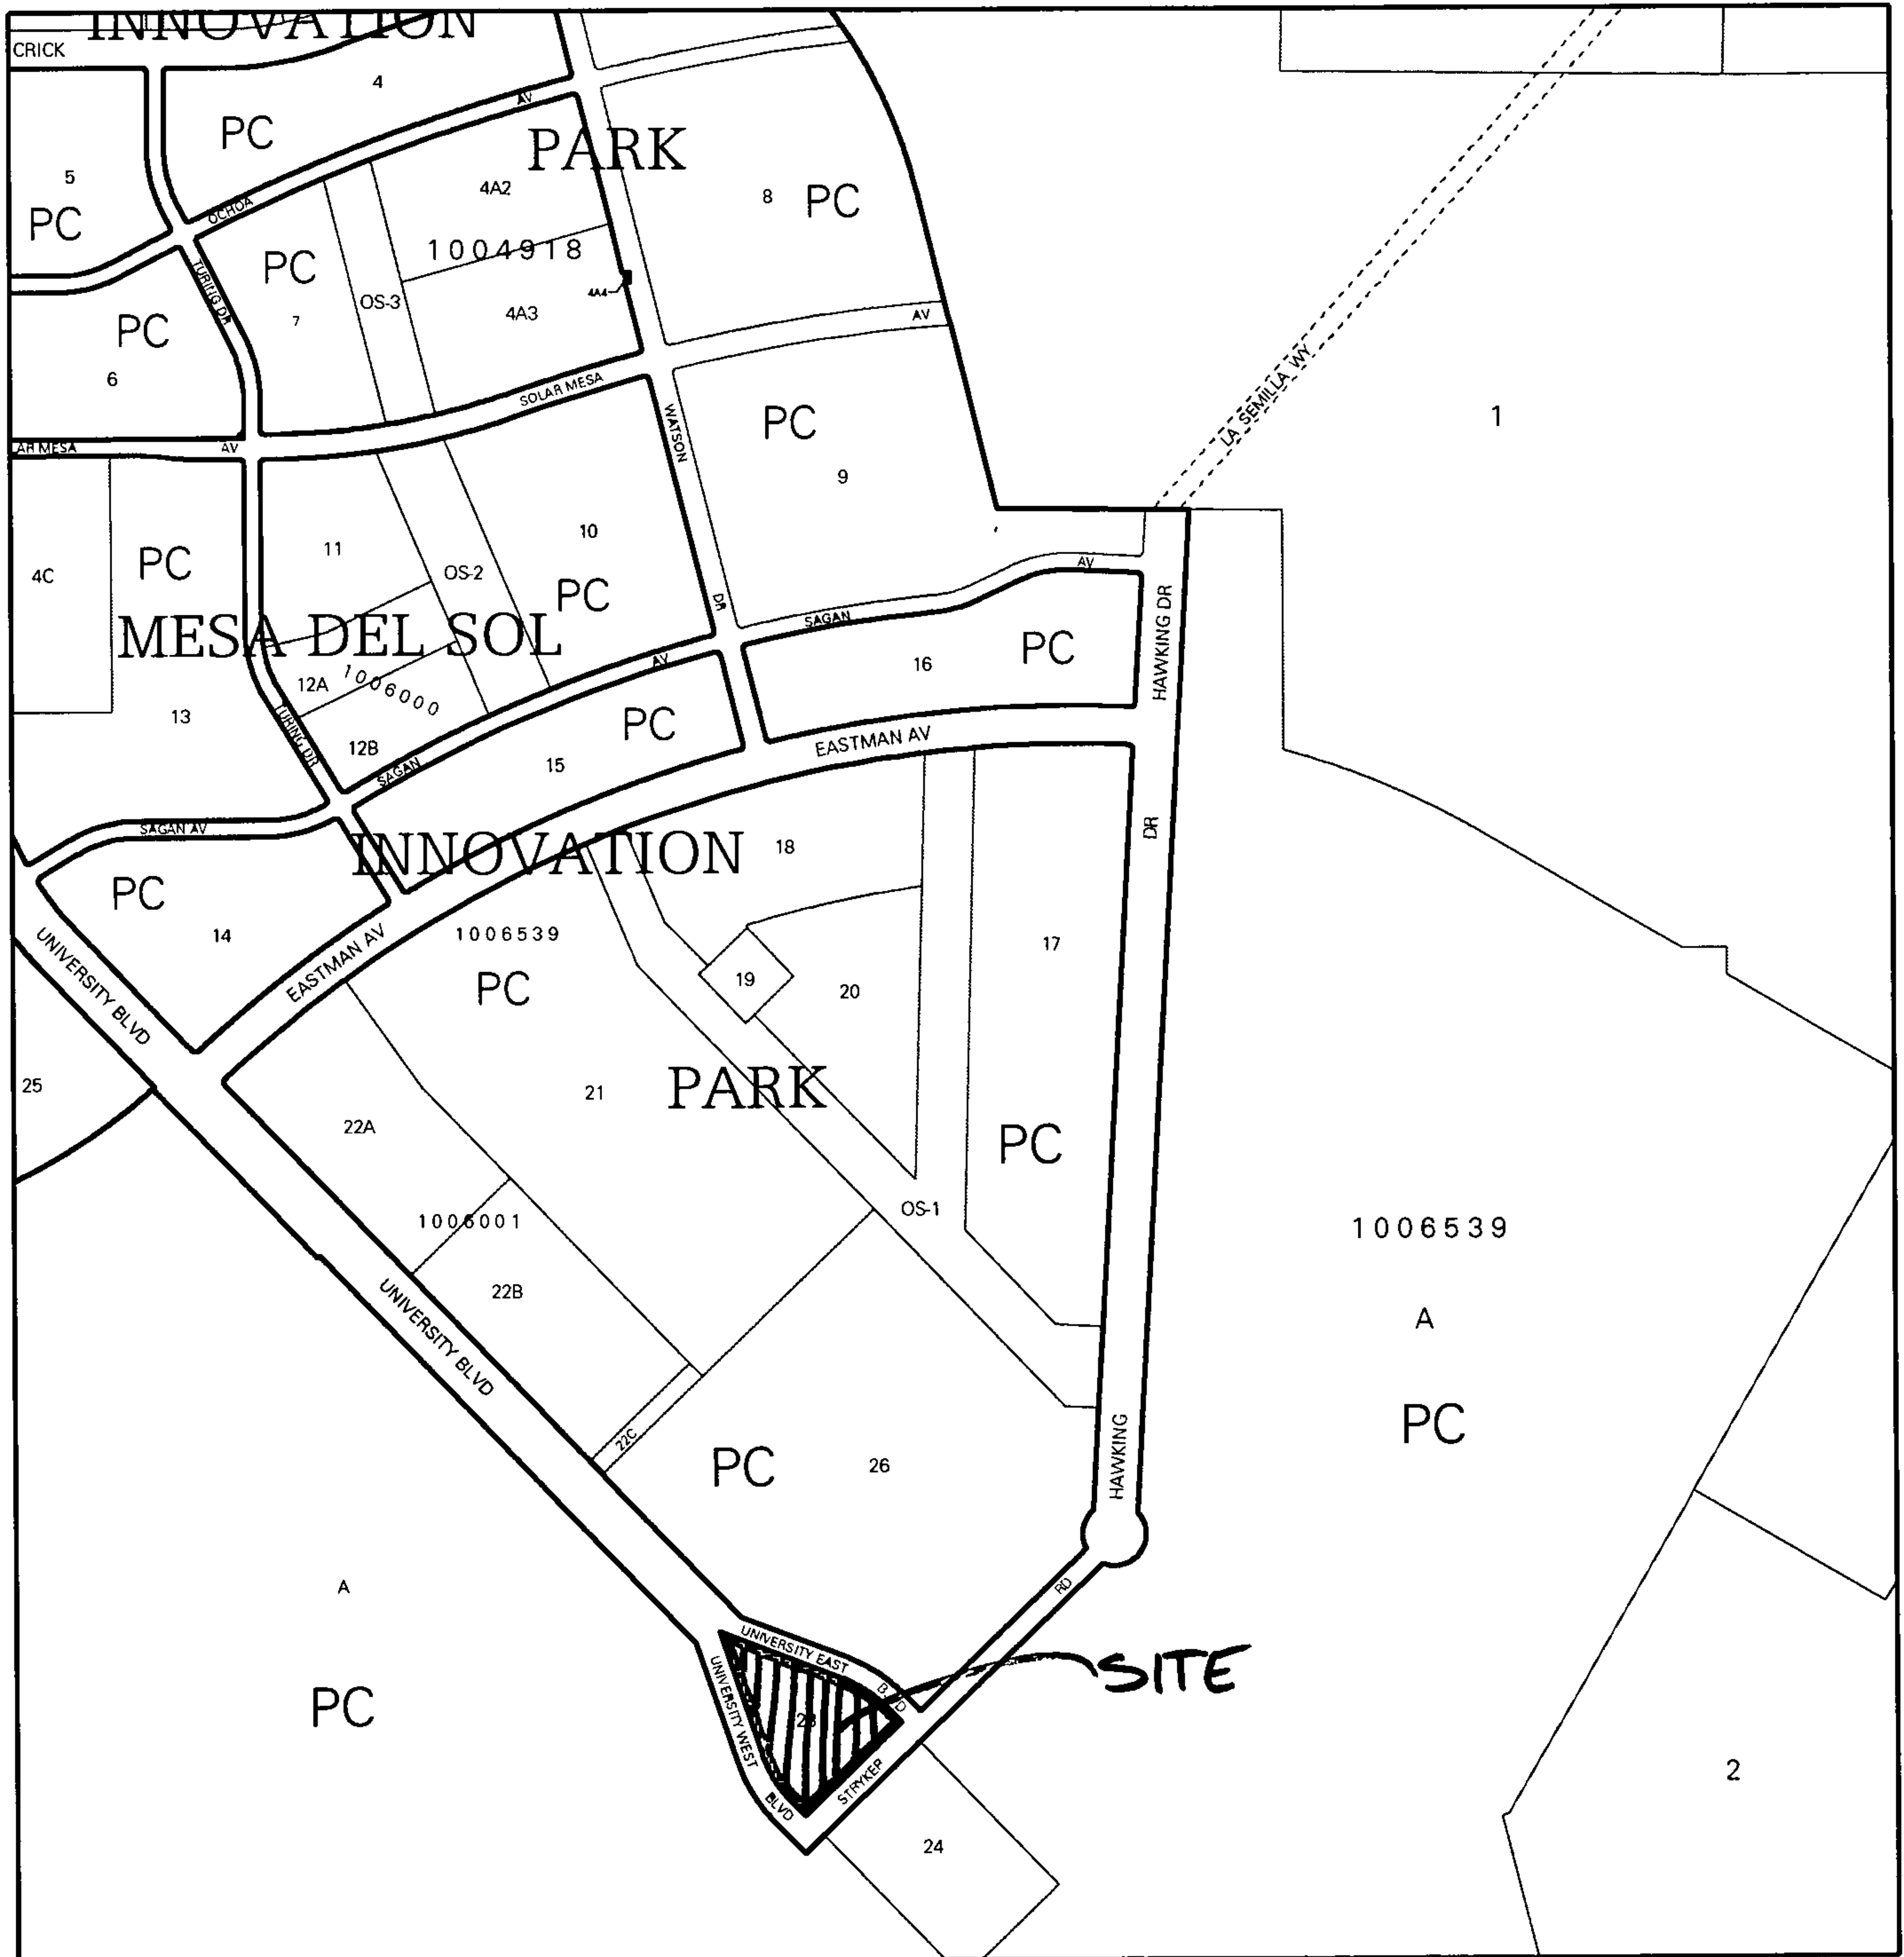 INNOVATION
CRICK
4
AV
PC
PARK
5
4A2
8 PC
PC
OCHOA
1004918
PC
TURING DR
OS-3
4A4
PC
7
4A3
AV
6
SOLAR MESA
LA SEMILLA WY
1
WATSON
PC
AR MESA
AV
9
10
11
PC
4C
OS-2
AV
PC
DR
HAWKING DR
SAGAN
MESA DEL SOL
PC
AV
16
12A
1006000
13
PC
TURING DR
12B
EASTMAN AV
15
SAGAN
SAGAN AV
DR
INNOVATION
18
PC
14
1006539
UNIVERSITY BLVD
EASTMAN AV
17
PC
19
20
25
21
PARK
22A
PC
OS-1
1006001
1006539
22B
A
UNIVERSITY BLVD
PC
22C
PC
26
HAWKING
A
RD
UNIVERSITY EAST
BLVD
SITE
PC
UNIVERSITY WEST
BLVD
STRYKER
2
24